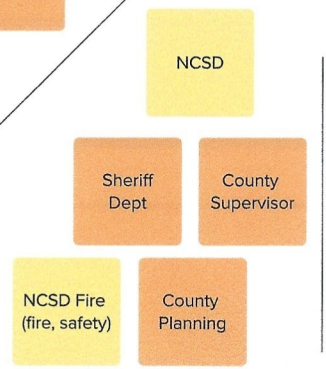 NCSD
Sheriff
Dept
County
Supervisor
NCSD Fire
(fire, safety)
County
Planning